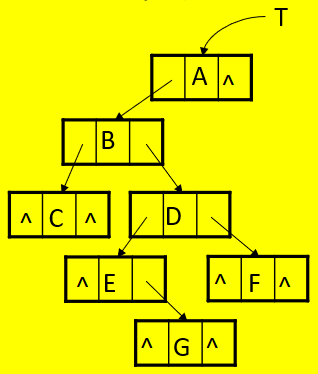 T
A ^
B
^ C ^ D
^ E ^ F ^
^ G ^